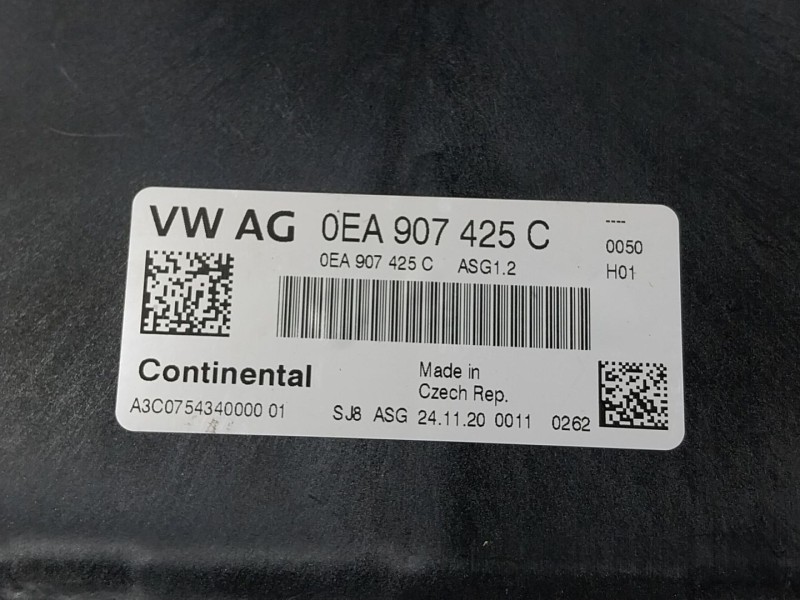 VW AG 0EA 907 425 C ----
0EA 907 425 C ASG1.2 0050
H01
Continental Made in
Czech Rep.
A3C0754340000 01 SJ8 ASG 24.11.20 0011 0262